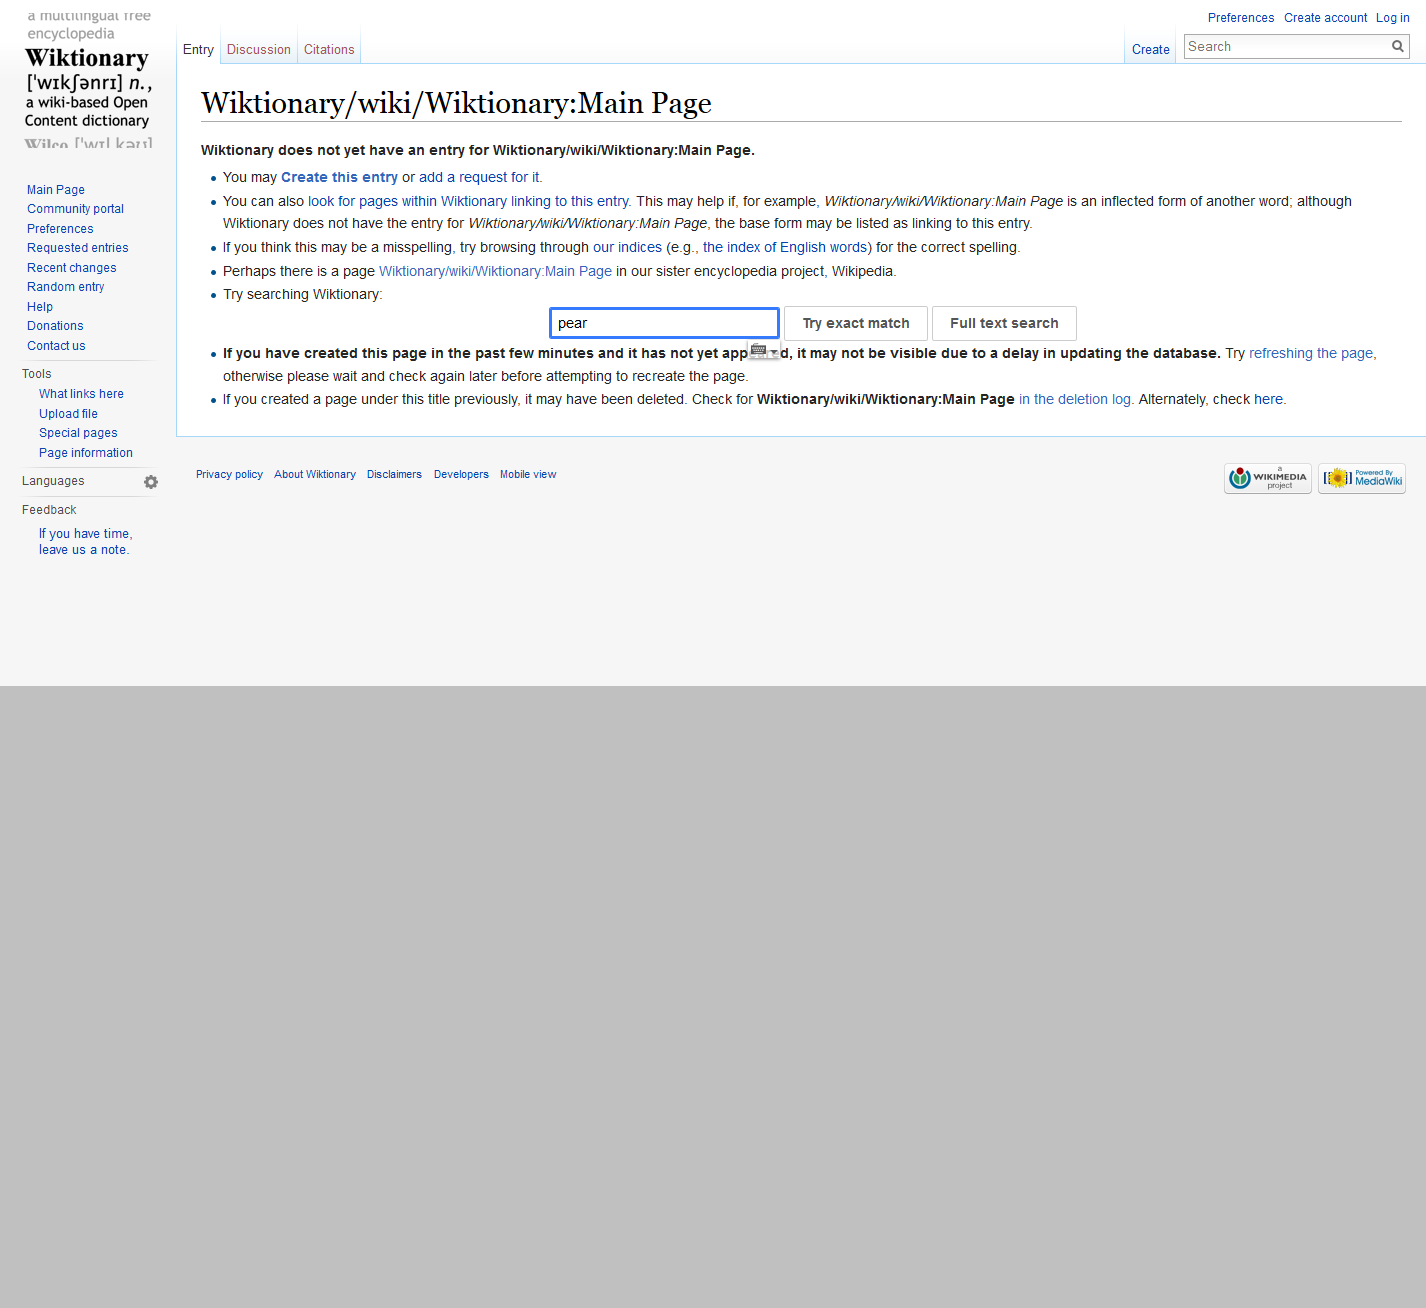 a multilingual free
encyclopedia
Wiktionary
['wɪkʃənrɪ] n.,
a wiki-based Open
Content dictionary
Wilco ['wɪl kəʊ]
Main Page
Community portal
Preferences
Requested entries
Recent changes
Random entry
Help
Donations
Contact us
Tools
What links here
Upload file
Special pages
Page information
Languages
Feedback
If you have time,
leave us a note.
Preferences Create account Log in
Entry Discussion Citations Create Search
Wiktionary/wiki/Wiktionary:Main Page
Wiktionary does not yet have an entry for Wiktionary/wiki/Wiktionary:Main Page.
You may Create this entry or add a request for it.
You can also look for pages within Wiktionary linking to this entry. This may help if, for example, Wiktionary/wiki/Wiktionary:Main Page is an inflected form of another word; although
Wiktionary does not have the entry for Wiktionary/wiki/Wiktionary:Main Page, the base form may be listed as linking to this entry.
If you think this may be a misspelling, try browsing through our indices (e.g., the index of English words) for the correct spelling.
Perhaps there is a page Wiktionary/wiki/Wiktionary:Main Page in our sister encyclopedia project, Wikipedia.
Try searching Wiktionary:
pear Try exact match Full text search
If you have created this page in the past few minutes and it has not yet app d, it may not be visible due to a delay in updating the database. Try refreshing the page,
otherwise please wait and check again later before attempting to recreate the page.
If you created a page under this title previously, it may have been deleted. Check for Wiktionary/wiki/Wiktionary:Main Page in the deletion log. Alternately, check here.
Privacy policy About Wiktionary Disclaimers Developers Mobile view
a
WIKIMEDIA
project
Powered By
MediaWiki